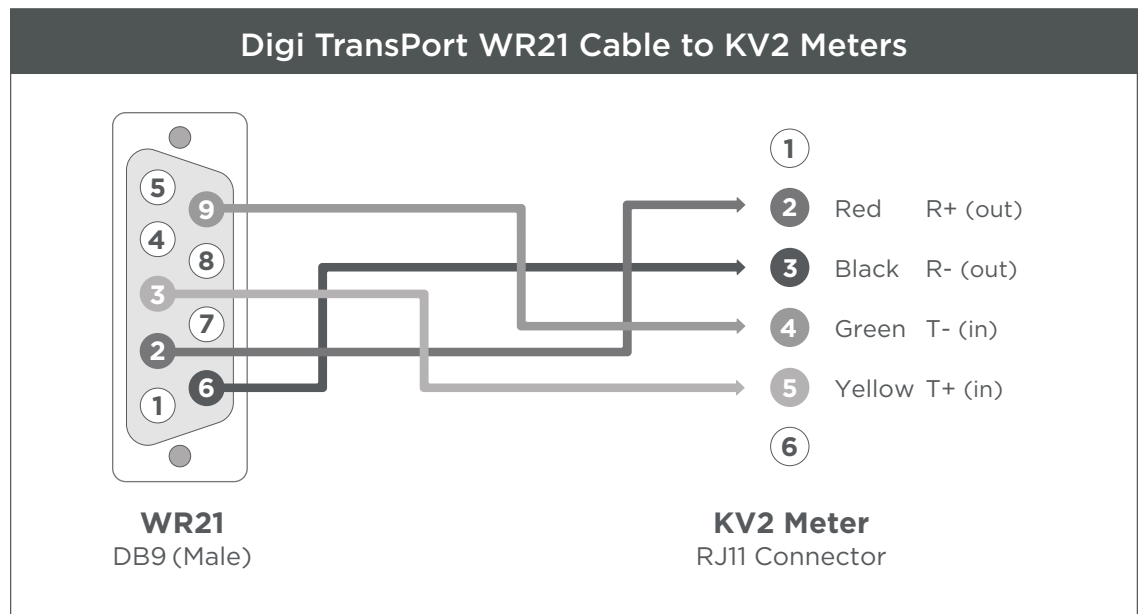 Digi TransPort WR21 Cable to KV2 Meters
5
9
4
8
3
7
2
6
1
1
2 Red R+ (out)
3 Black R- (out)
4 Green T- (in)
5 Yellow T+ (in)
6
WR21
DB9 (Male)
KV2 Meter
RJ11 Connector